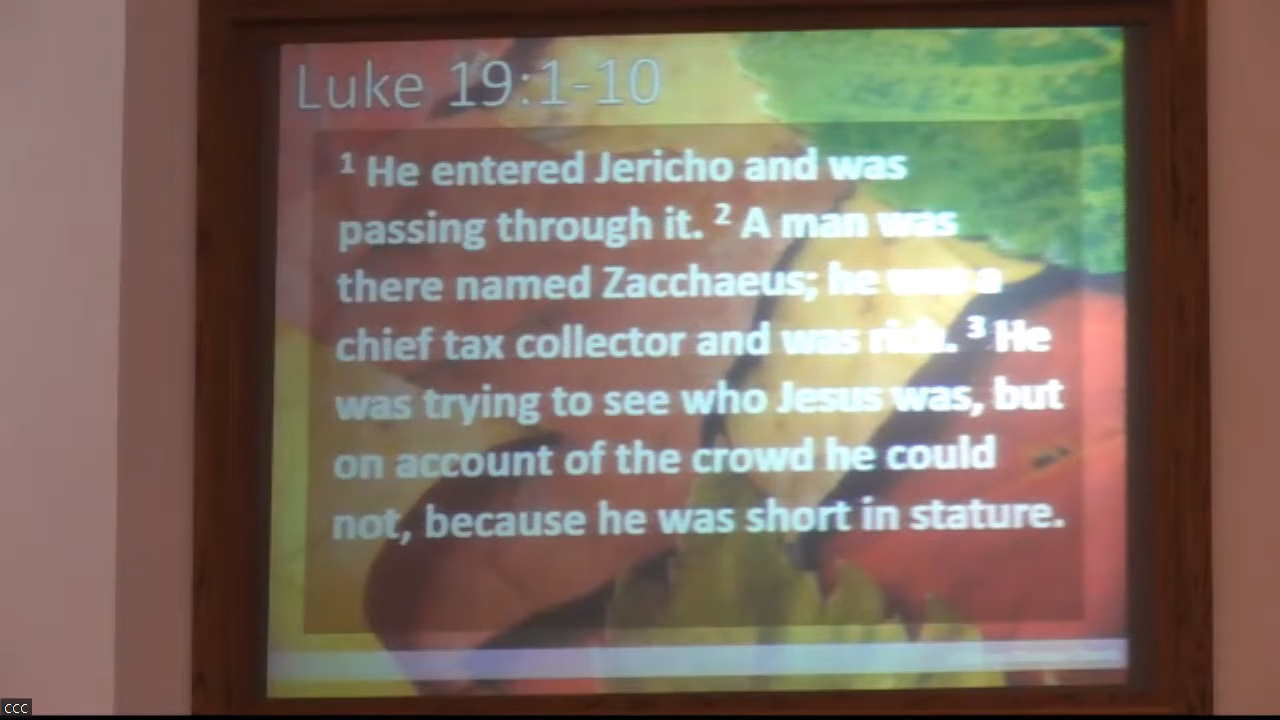 Luke 19:1-10
1 He entered Jericho and was
passing through it. 2 A man was
there named Zacchaeus; he was a
chief tax collector and was rich. 3 He
was trying to see who Jesus was, but
on account of the crowd he could
not, because he was short in stature.
CCC